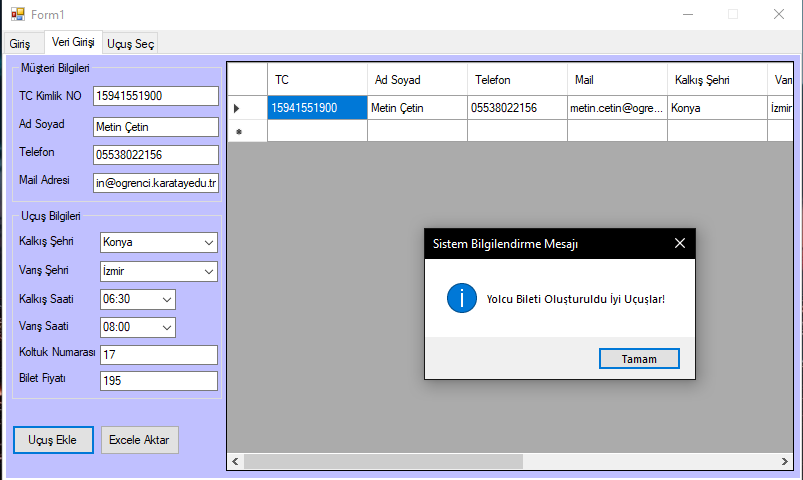 Form1
Giriş Veri Girişi Uçuş Seç
Müşteri Bilgileri
TC Kimlik NO 15941551900
Ad Soyad Metin Çetin
Telefon 05538022156
Mail Adresi in@ogrenci.karatayedu.tr
Uçuş Bilgileri
Kalkış Şehri Konya
Varış Şehri İzmir
Kalkış Saati 06:30
Varış Saati 08:00
Koltuk Numarası 17
Bilet Fiyatı 195
Uçuş Ekle Excele Aktar
TC Ad Soyad Telefon Mail Kalkış Şehri Varı
15941551900 Metin Çetin 05538022156 metin.cetin@ogre... Konya İzmir
Sistem Bilgilendirme Mesajı
Yolcu Bileti Oluşturuldu İyi Uçuşlar!
Tamam